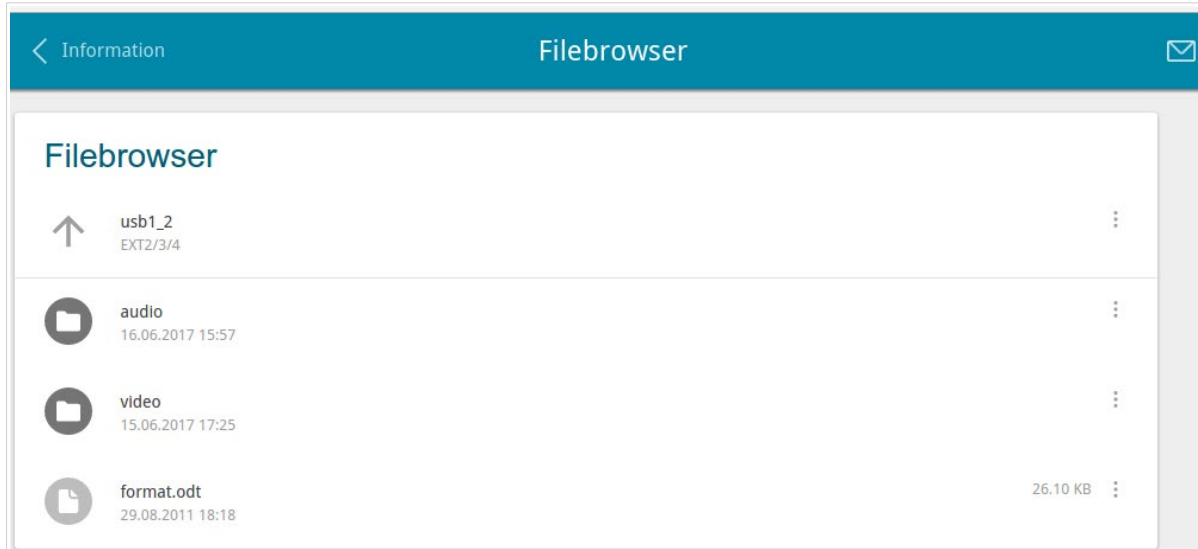 Information
Filebrowser
Filebrowser
usb1_2
EXT2/3/4
audio
16.06.2017 15:57
video
15.06.2017 17:25
format.odt
26.10 KB
29.08.2011 18:18